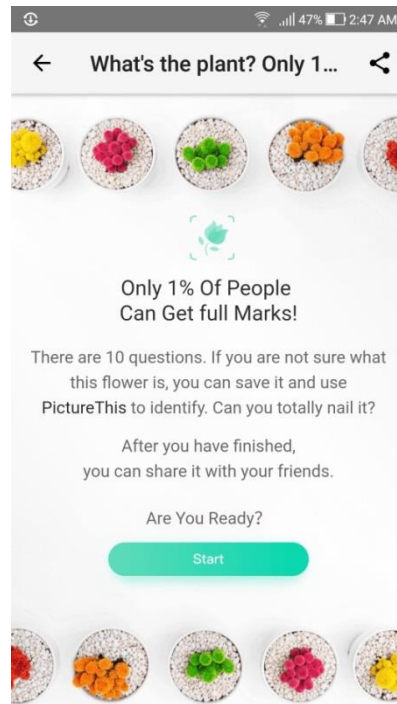 47% 2:47 AM
What's the plant? Only 1...
Only 1% Of People
Can Get full Marks!
There are 10 questions. If you are not sure what
this flower is, you can save it and use
PictureThis to identify. Can you totally nail it?
After you have finished,
you can share it with your friends.
Are You Ready?
Start